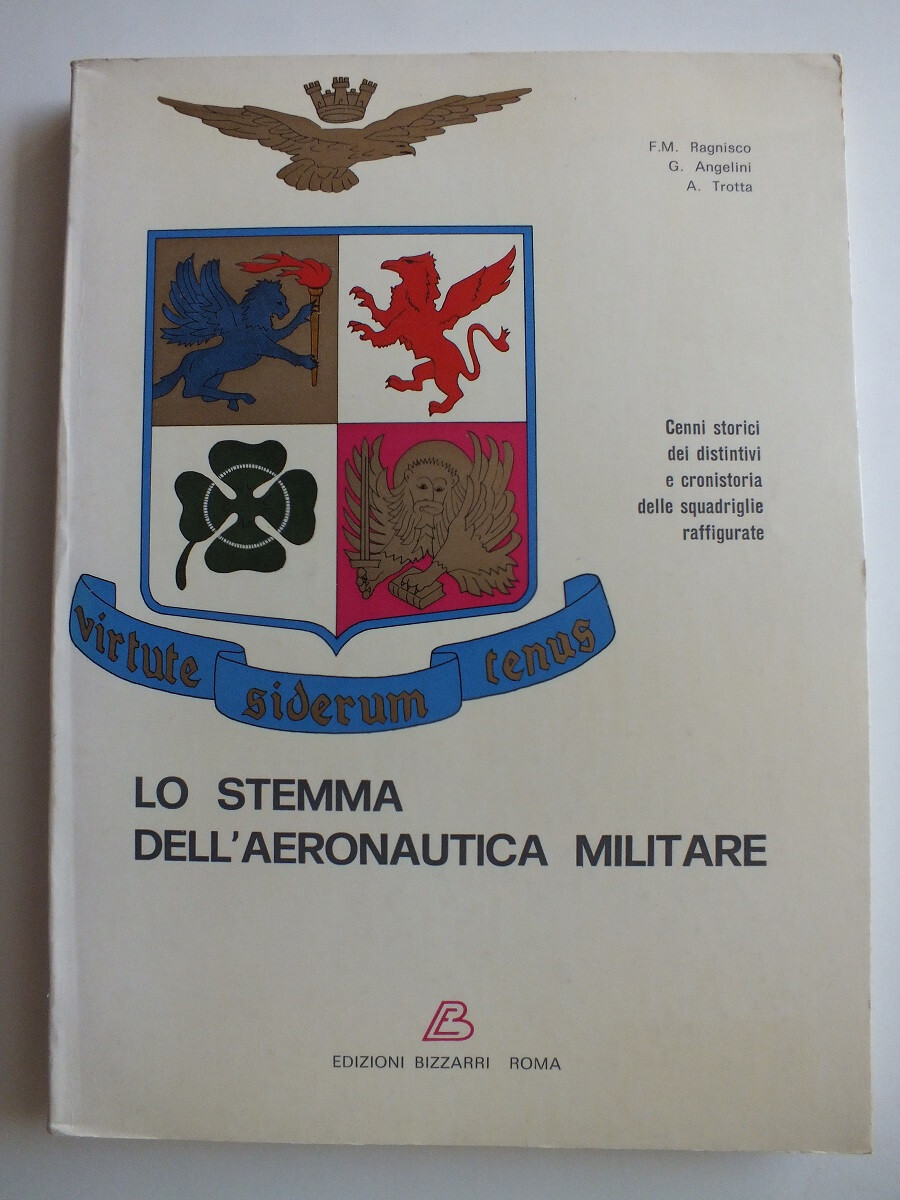 F.M. Ragnisco
G. Angelini
A. Trotta
Cenni storici
dei distintivi
e cronistoria
delle squadriglie
raffigurate
virtute
siderum
tenus
LO STEMMA
DELL'AERONAUTICA MILITARE
EB
EDIZIONI BIZZARRI ROMA